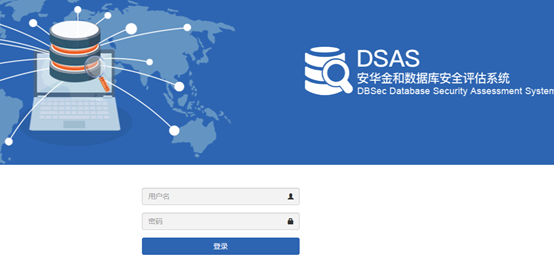 DSAS
安华金和数据库安全评估系统
DBSec Database Security Assessment System
用户名
密码
登录